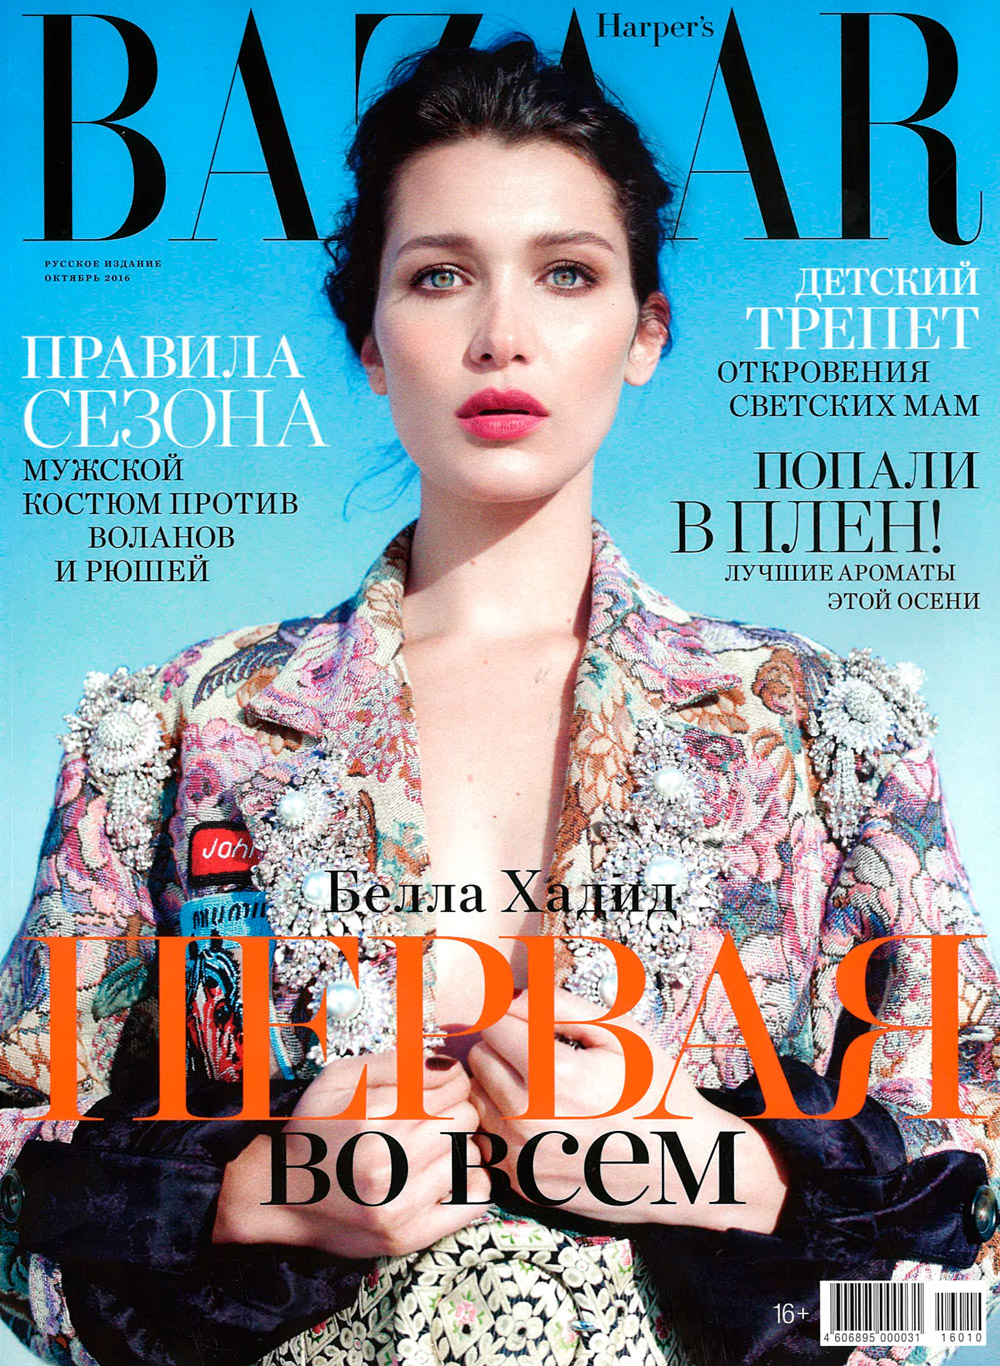 BAZAAR
Harper's
РУССКОЕ ИЗДАНИЕ
ОКТЯБРЬ 2016
ПРАВИЛА
СЕЗОНА
МУЖСКОЙ
КОСТЮМ ПРОТИВ
ВОЛАНОВ
И РЮШЕЙ
ДЕТСКИЙ
ТРЕПЕТ
ОТКРОВЕНИЯ
СВЕТСКИХ МАМ
ПОПАЛИ
В ПЛЕН!
ЛУЧШИЕ АРОМАТЫ
ЭТОЙ ОСЕНИ
John
Белла Хадид
ПЕРВАЯ
ВО ВСЕМ
16+
4 606895 000031
16010